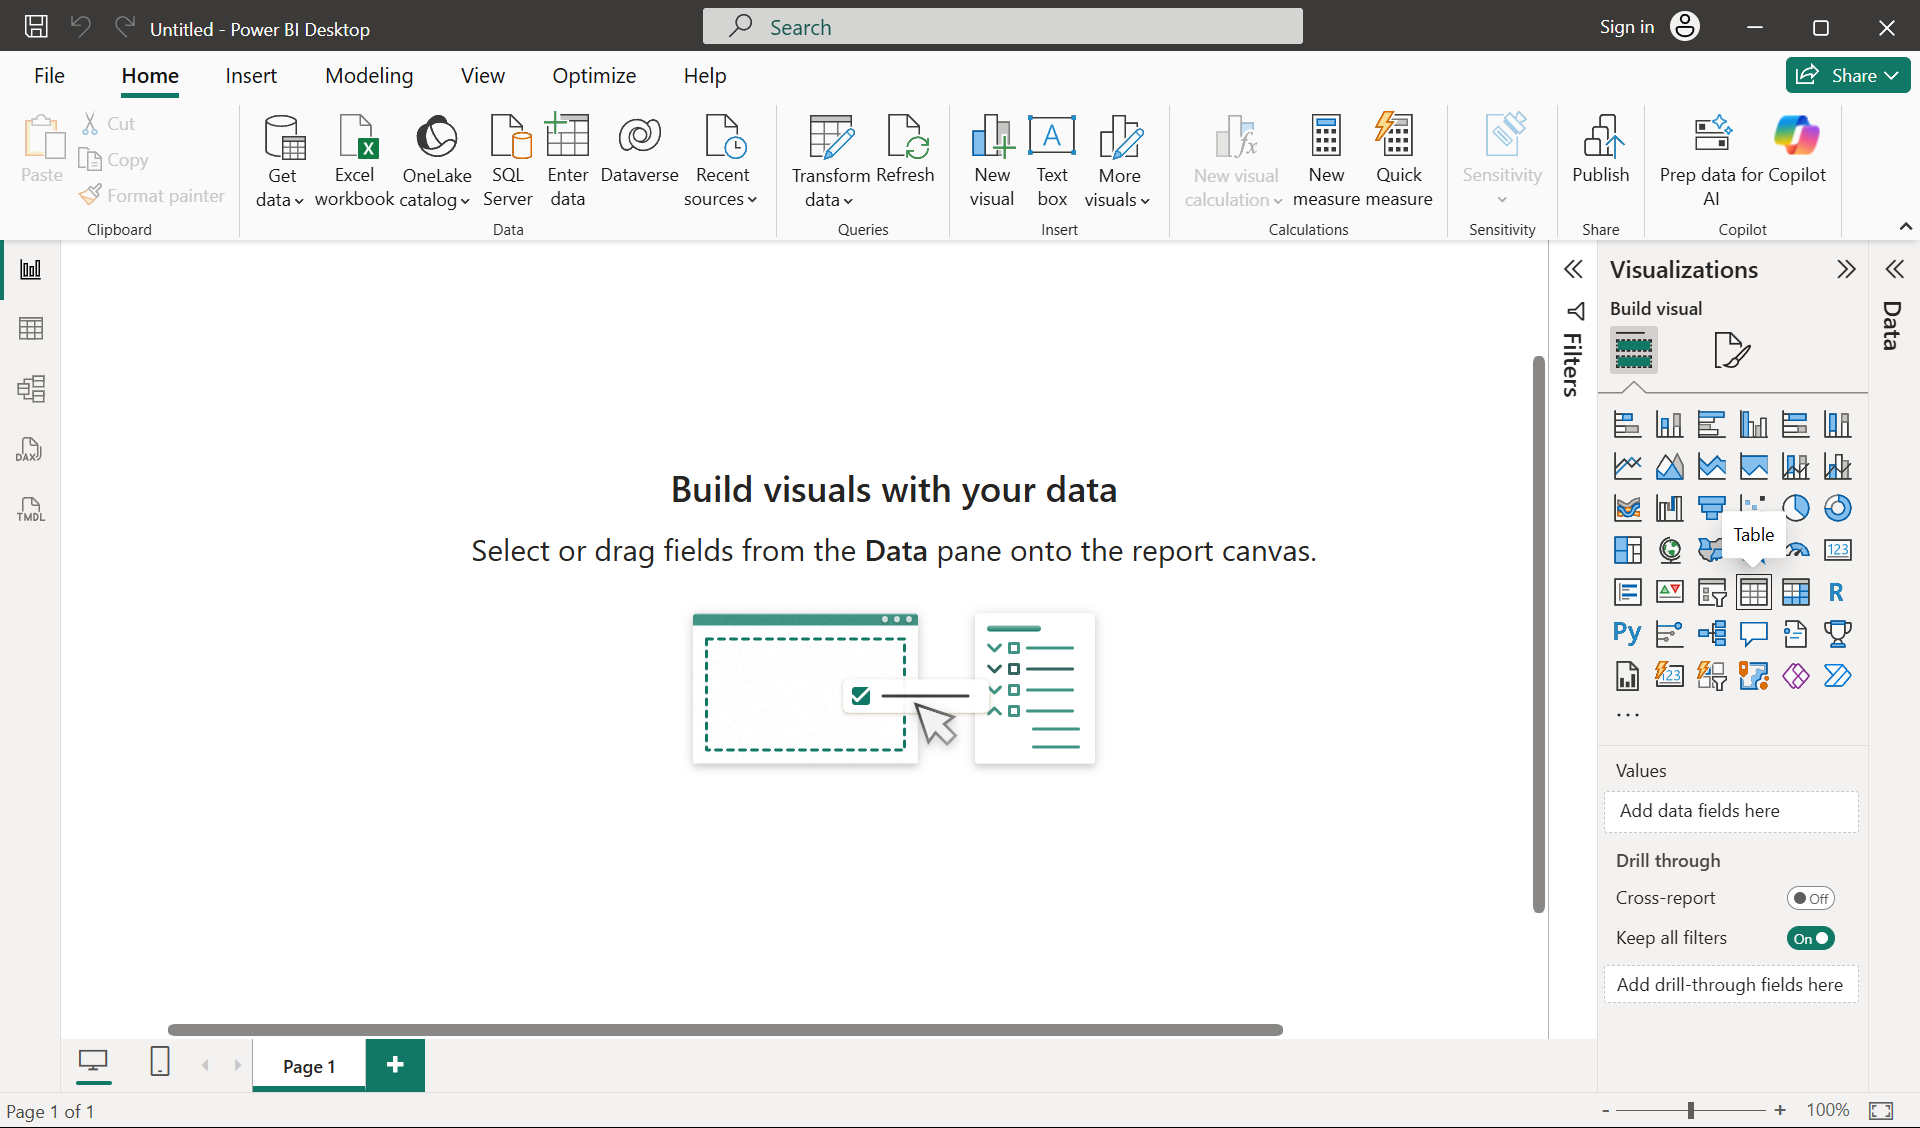 Untitled - Power BI Desktop
Search
Sign in
File
Home
Insert
Modeling
View
Optimize
Help
Share
Paste
Cut
Copy
Format painter
Clipboard
Get data
Excel workbook
OneLake catalog
SQL Server
Enter data
Dataverse
Recent sources
Data
Transform data
Refresh
Queries
New visual
Text box
More visuals
Insert
New visual calculation
New measure
Quick measure
Calculations
Sensitivity
Sensitivity
Publish
Share
Prep data for AI
Copilot
Copilot
DAX
TMDL
Build visuals with your data
Select or drag fields from the Data pane onto the report canvas.
Filters
Visualizations
Build visual
Table
123
R
Py
123
Values
Add data fields here
Drill through
Cross-report
Off
Keep all filters
On
Add drill-through fields here
Data
Page 1
Page 1 of 1
100%